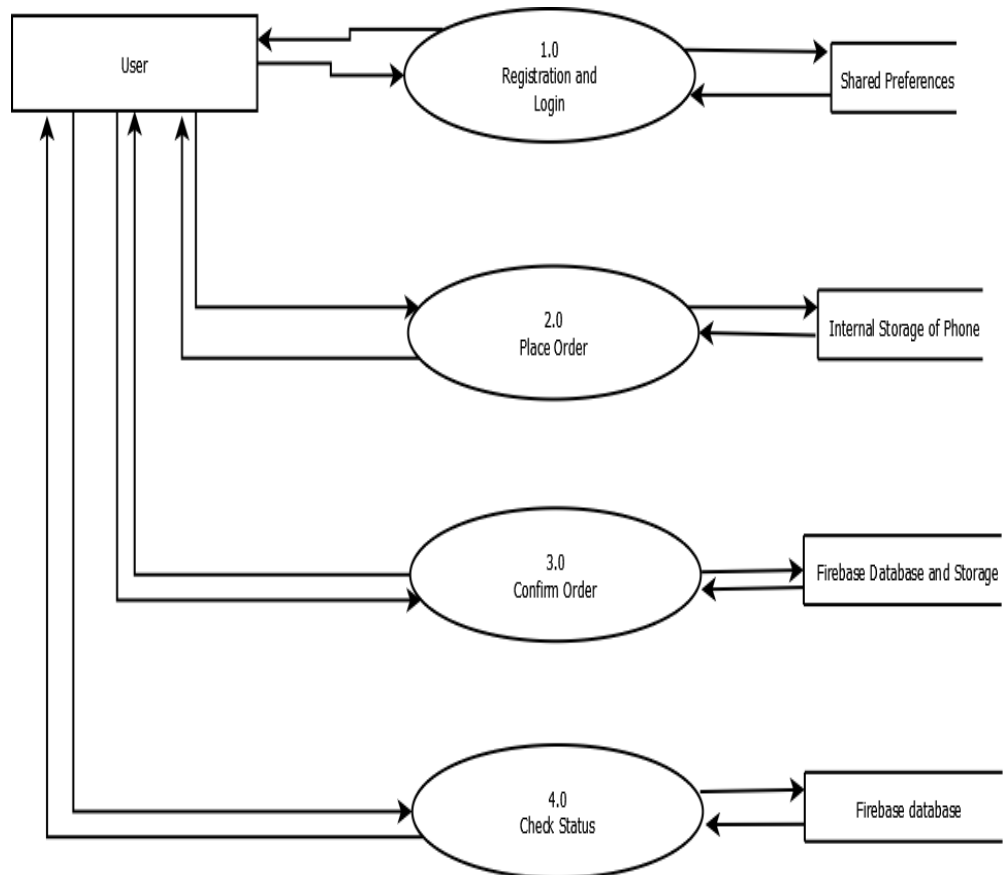 User
1.0
Registration and
Login
Shared Preferences
2.0
Place Order
Internal Storage of Phone
3.0
Confirm Order
Firebase Database and Storage
4.0
Check Status
Firebase database